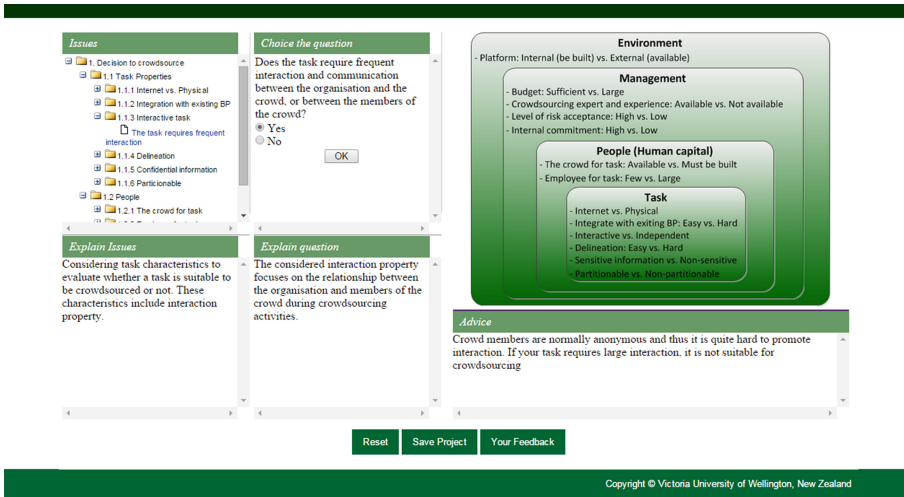 Issues
1. Decision to crowdsource
1.1 Task Properties
1.1.1 Internet vs. Physical
1.1.2 Integration with existing BP
1.1.3 Interactive task
The task requires frequent
interaction
1.1.4 Delineation
1.1.5 Confidential information
1.1.6 Particionable
1.2 People
1.2.1 The crowd for task
Choice the question
Does the task require frequent
interaction and communication
between the organisation and the
crowd, or between the members of
the crowd?
Yes
No
OK
Environment
- Platform: Internal (be built) vs. External (available)
Management
- Budget: Sufficient vs. Large
- Crowdsourcing expert and experience: Available vs. Not available
- Level of risk acceptance: High vs. Low
- Internal commitment: High vs. Low
People (Human capital)
- The crowd for task: Available vs. Must be built
- Employee for task: Few vs. Large
Task
- Internet vs. Physical
- Integrate with exiting BP: Easy vs. Hard
- Interactive vs. Independent
- Delineation: Easy vs. Hard
- Sensitive information vs. Non-sensitive
- Partitionable vs. Non-partitionable
Explain Issues
Considering task characteristics to
evaluate whether a task is suitable to
be crowdsourced or not. These
characteristics include interaction
property.
Explain question
The considered interaction property
focuses on the relationship between
the organisation and members of the
crowd during crowdsourcing
activities.
Advice
Crowd members are normally anonymous and thus it is quite hard to promote
interaction. If your task requires large interaction, it is not suitable for
crowdsourcing
Reset
Save Project
Your Feedback
Copyright © Victoria University of Wellington, New Zealand